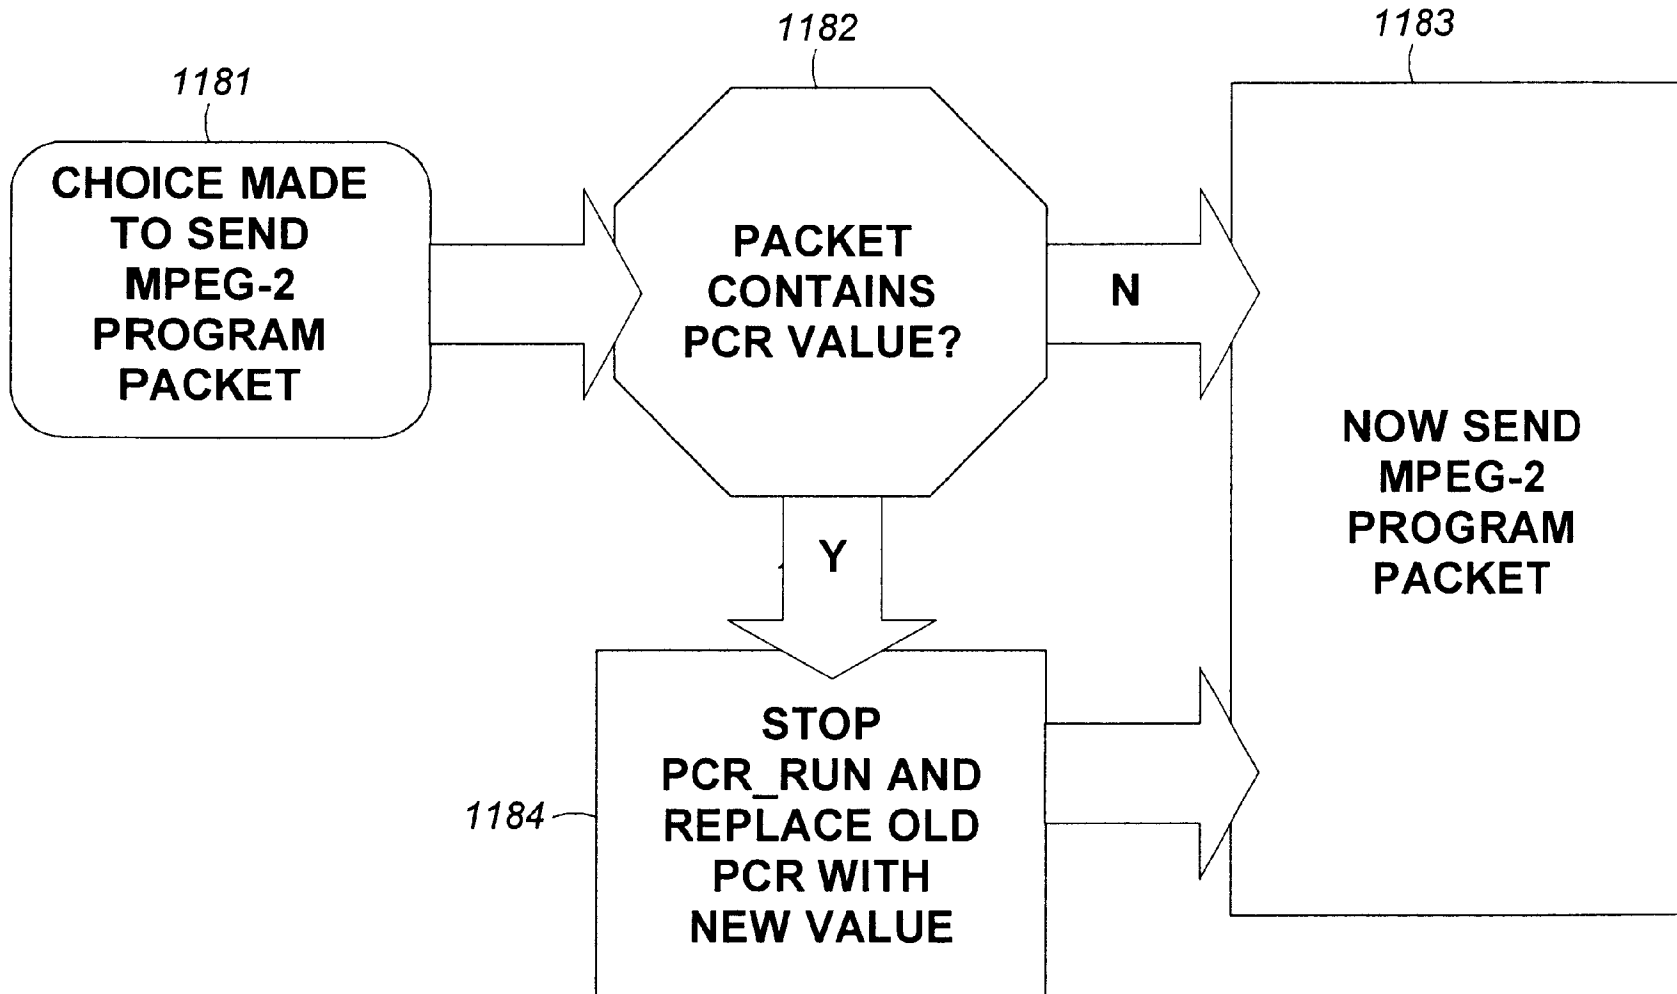 1181
CHOICE MADE
TO SEND
MPEG-2
PROGRAM
PACKET
1182
PACKET
CONTAINS
PCR VALUE?
N
Y
1183
NOW SEND
MPEG-2
PROGRAM
PACKET
1184
STOP
PCR_RUN AND
REPLACE OLD
PCR WITH
NEW VALUE